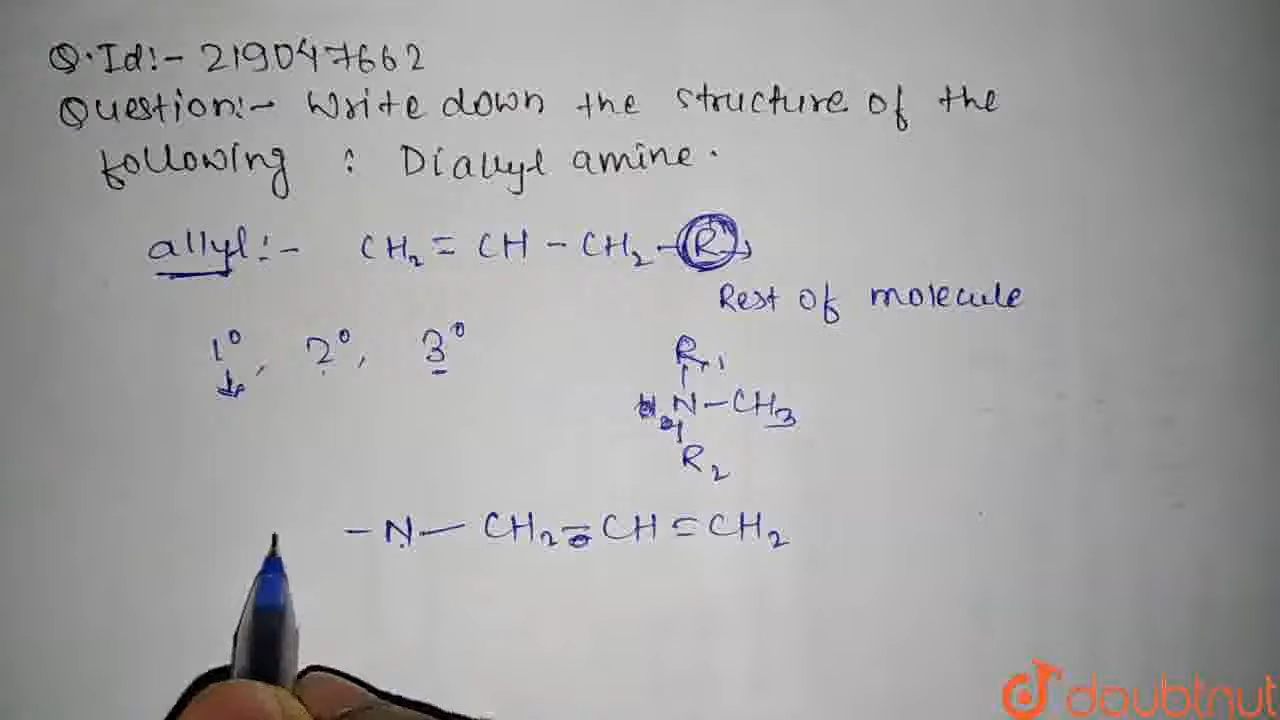 Q. Id:- 219047662
Question:- Write down the structure of the
following : Diallyl amine.
allyl:- CH2=CH-CH2-R
Rest of molecule
1°, 2°, 3°
R1
N-CH3
R2
-N-CH2-CH=CH2
doubtnut